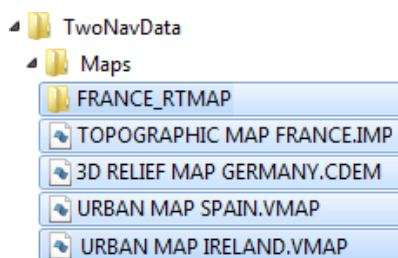 TwoNavData
Maps
FRANCE_RTMAP
TOPOGRAPHIC MAP FRANCE.IMP
3D RELIEF MAP GERMANY.CDEM
URBAN MAP SPAIN.VMAP
URBAN MAP IRELAND.VMAP